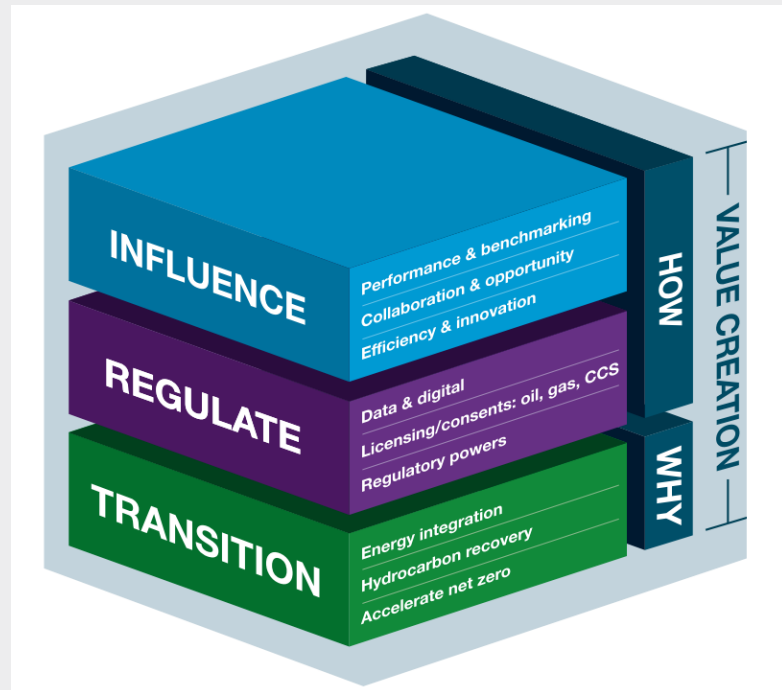 INFLUENCE
Performance & benchmarking
Collaboration & opportunity
Efficiency & innovation
REGULATE
Data & digital
Licensing/consents: oil, gas, CCS
Regulatory powers
TRANSITION
Energy integration
Hydrocarbon recovery
Accelerate net zero
HOW
WHY
VALUE CREATION